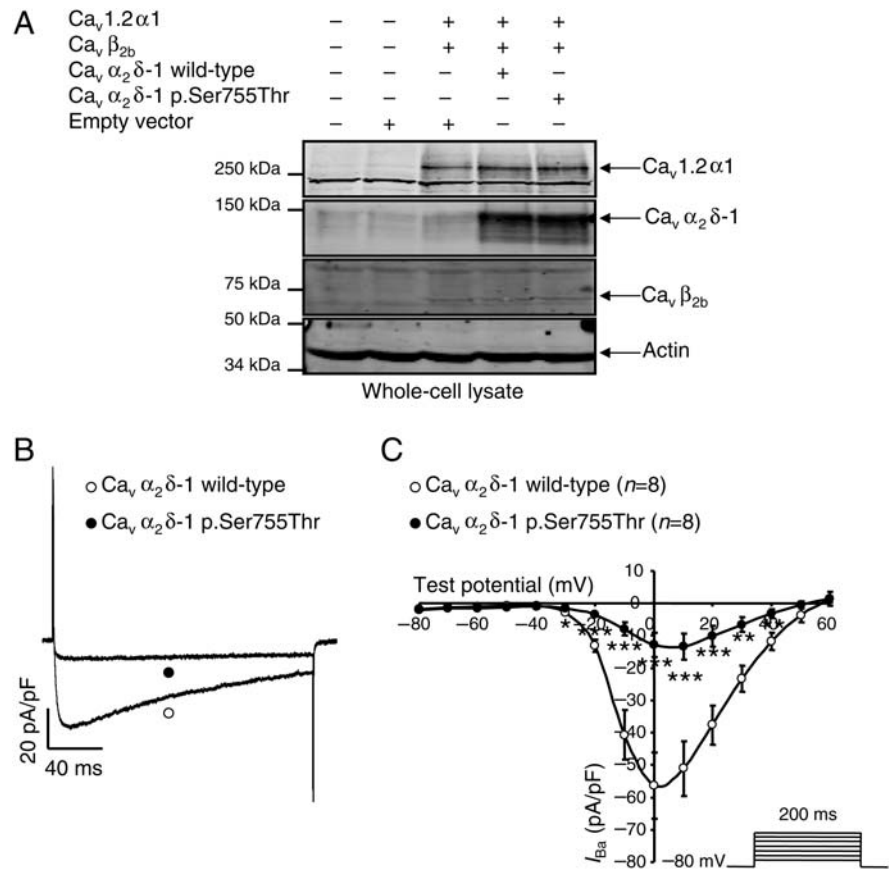 A
Caᵥ1.2α1 − − + + +
Caᵥ β₂b − − + + +
Caᵥ α₂δ-1 wild-type − − − + −
Caᵥ α₂δ-1 p.Ser755Thr − − − − +
Empty vector − + + − −
250 kDa
Caᵥ1.2α1
150 kDa
Caᵥ α₂δ-1
75 kDa
Caᵥ β₂b
50 kDa
Actin
34 kDa
Whole-cell lysate
B
○ Caᵥ α₂δ-1 wild-type
● Caᵥ α₂δ-1 p.Ser755Thr
20 pA/pF
40 ms
C
○ Caᵥ α₂δ-1 wild-type (n=8)
● Caᵥ α₂δ-1 p.Ser755Thr (n=8)
Test potential (mV)
10
0
−80 −60 −40 −20 0 20 40 60
−10
−20
−30
−40
−50
−60
−70
−80
* *** *** *** *** *** ** **
I_Ba (pA/pF)
200 ms
−80 mV